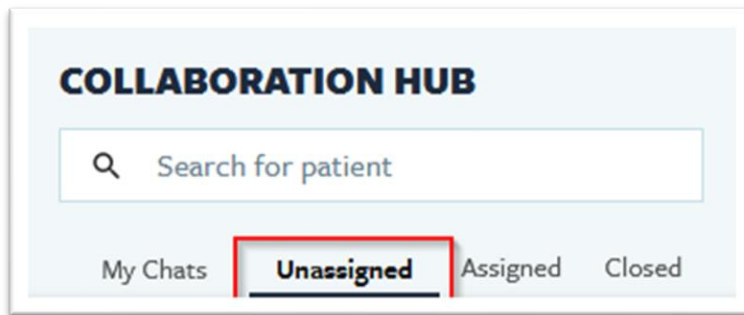 COLLABORATION HUB
Search for patient
My Chats Unassigned Assigned Closed